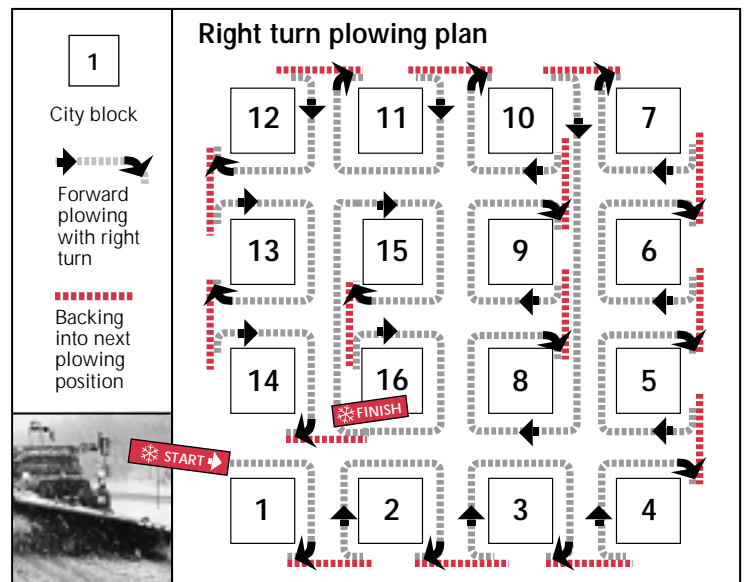 Right turn plowing plan
1
City block
Forward
plowing
with right
turn
Backing
into next
plowing
position
START
12 11 10 7
13 15 9 6
14 16 8 5
FINISH
1 2 3 4